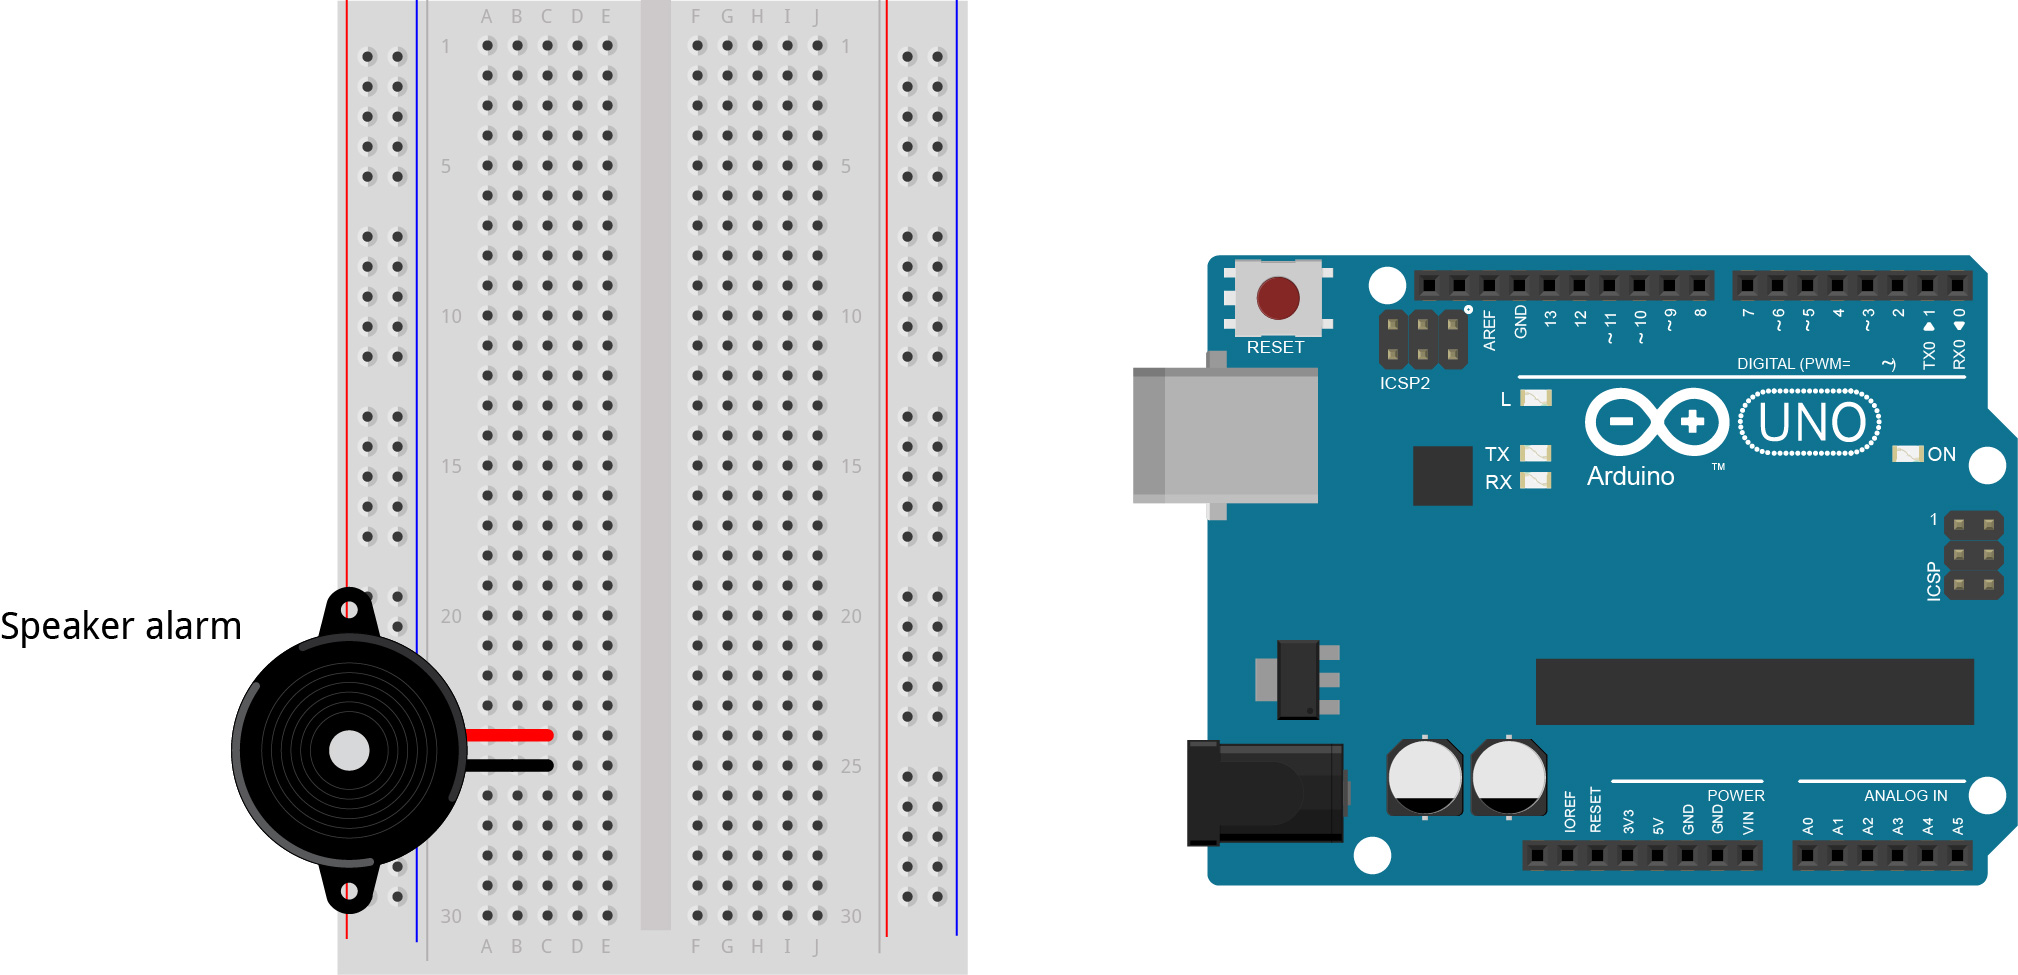 A B C D E F G H I J
1 1
5 5
10 10
15 15
20 20
25 25
30 30
A B C D E F G H I J
Speaker alarm
RESET
ICSP2
AREF
GND
13
12
~11
~10
~9
8
7
~6
~5
4
~3
2
TX0 ▶ 1
RX0 ◀ 0
DIGITAL (PWM= ~)
L
TX
RX
Arduino
™
UNO
ON
1
ICSP
IOREF
RESET
3V3
5V
GND
GND
VIN
POWER
ANALOG IN
A0
A1
A2
A3
A4
A5